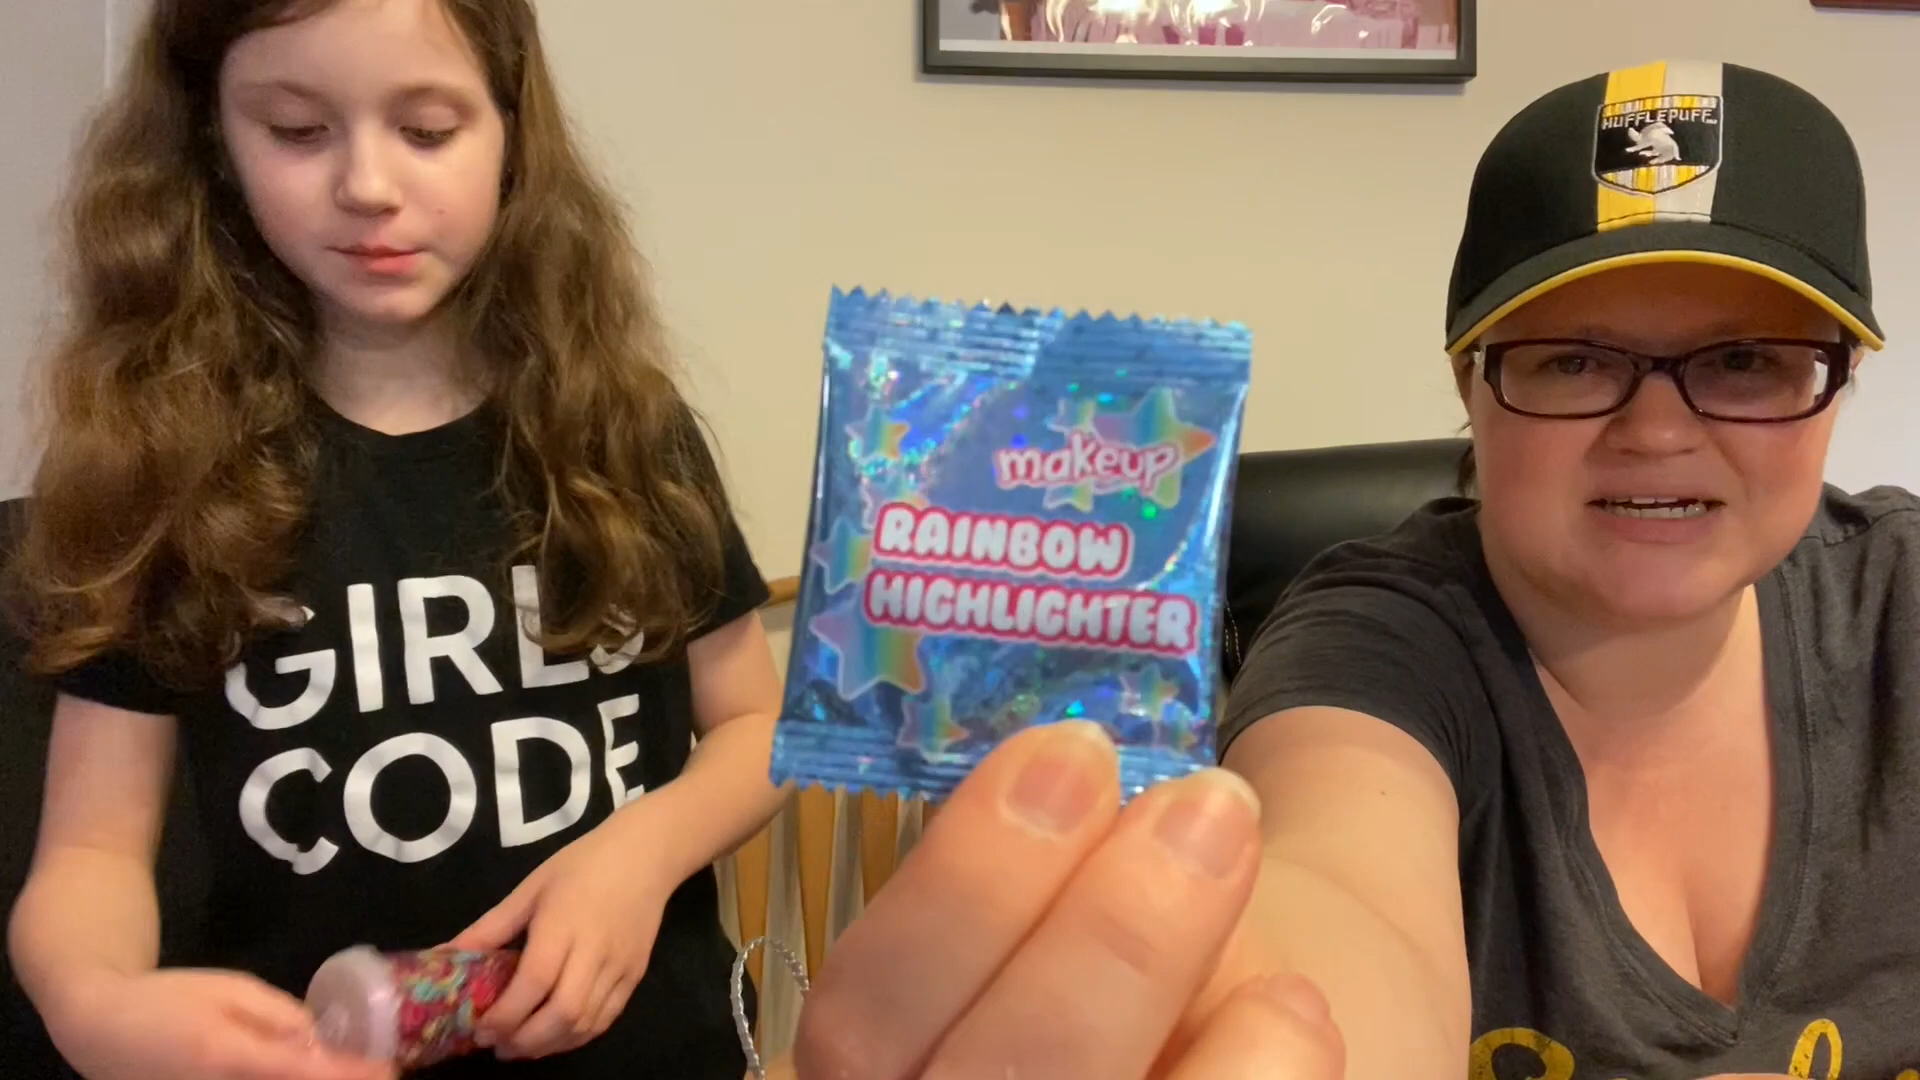 HUFFLEPUFF
makeup
RAINBOW
HIGHLIGHTER
GIRLS
CODE